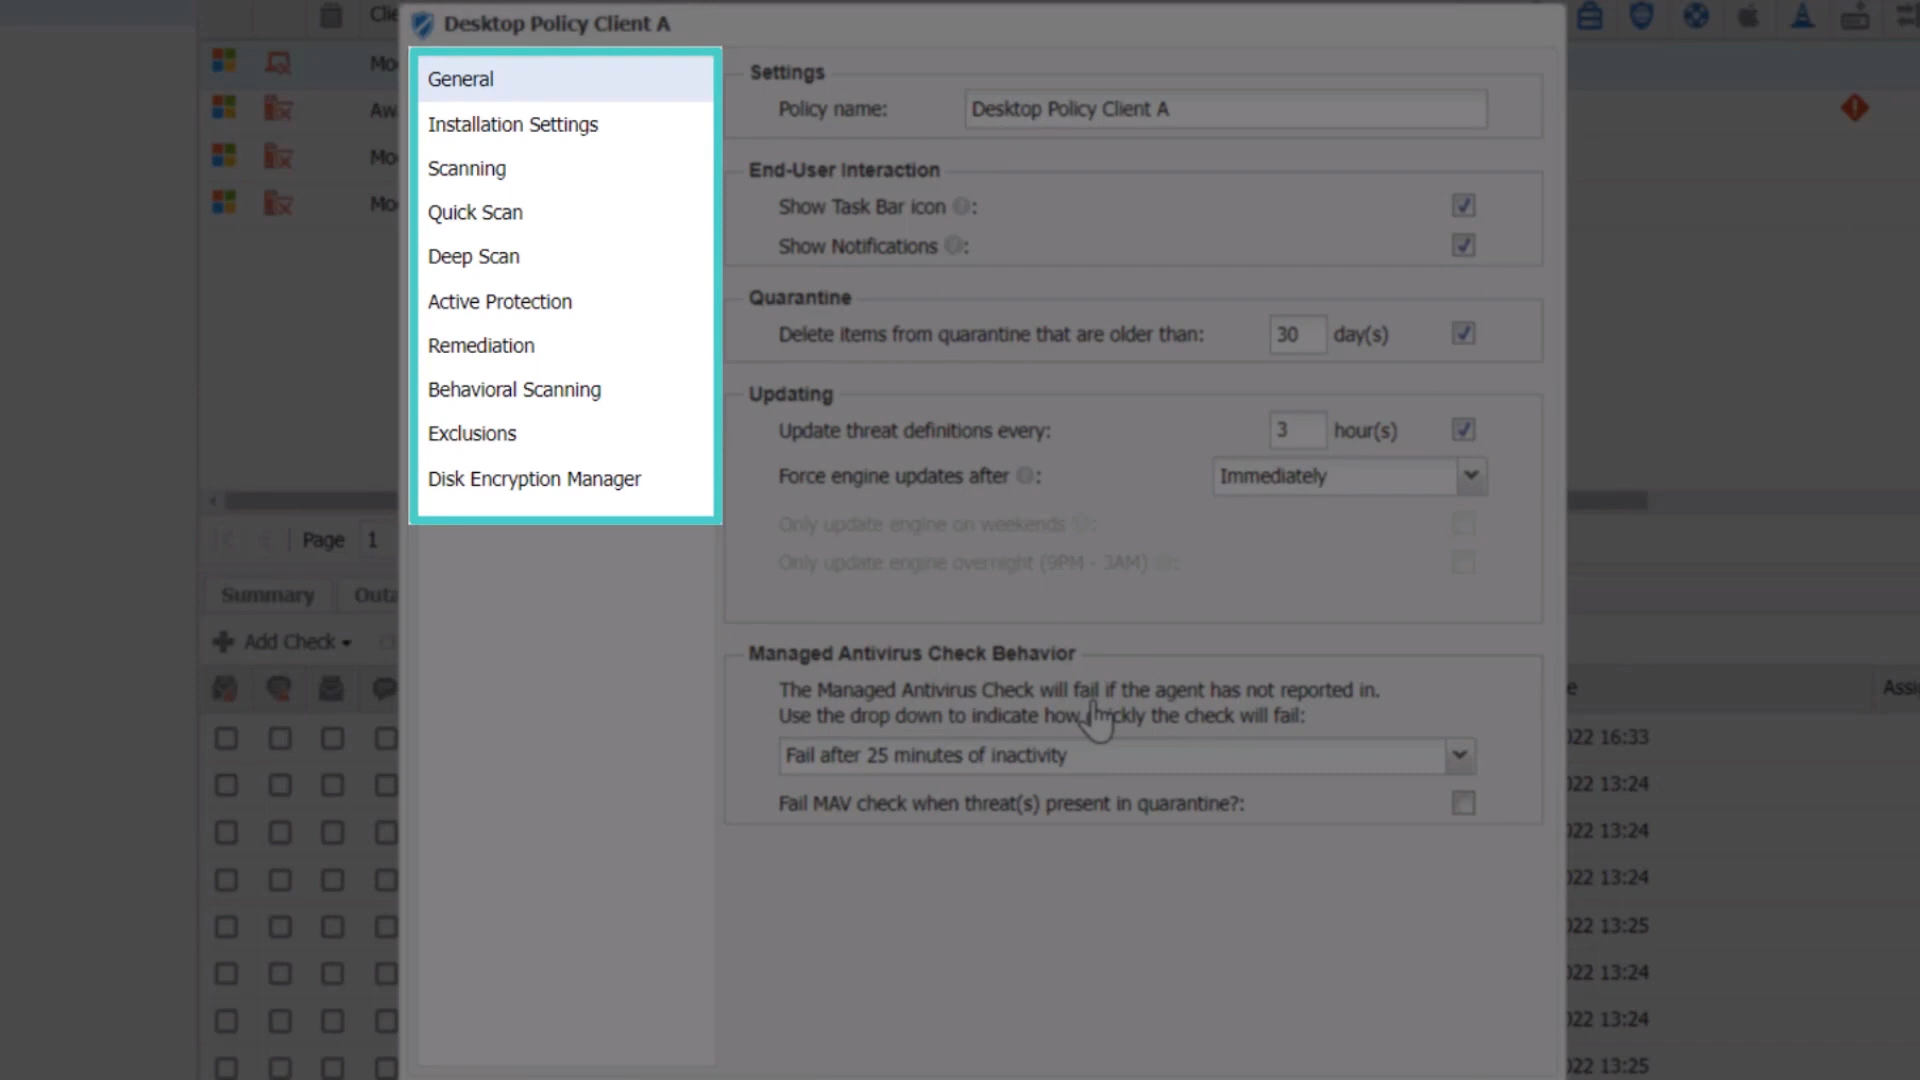 Clie
Desktop Policy Client A
General
Installation Settings
Scanning
Quick Scan
Deep Scan
Active Protection
Remediation
Behavioral Scanning
Exclusions
Disk Encryption Manager
Settings
Policy name: Desktop Policy Client A
End-User Interaction
Show Task Bar icon :
Show Notifications :
Quarantine
Delete items from quarantine that are older than: 30 day(s)
Updating
Update threat definitions every: 3 hour(s)
Force engine updates after : Immediately
Only update engine on weekends :
Only update engine overnight (9PM - 3AM) :
Managed Antivirus Check Behavior
The Managed Antivirus Check will fail if the agent has not reported in.
Use the drop down to indicate how quickly the check will fail:
Fail after 25 minutes of inactivity
Fail MAV check when threat(s) present in quarantine?:
Mo
Aw
Mo
Mo
Page 1
Summary Outa
Add Check
e Assi
022 16:33
022 13:24
022 13:24
022 13:24
022 13:25
022 13:24
022 13:24
022 13:25